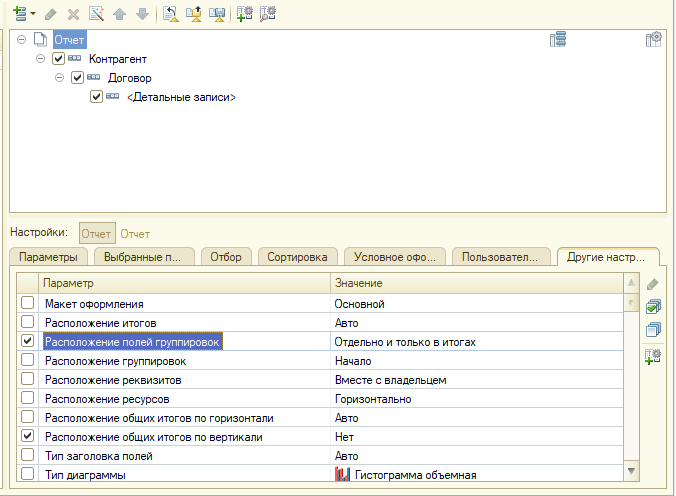 Отчет
Контрагент
Договор
<Детальные записи>
Настройки: Отчет Отчет
Параметры Выбранные п... Отбор Сортировка Условное офо... Пользовател... Другие настр...
Параметр Значение
Макет оформления Основной
Расположение итогов Авто
Расположение полей группировок Отдельно и только в итогах
Расположение группировок Начало
Расположение реквизитов Вместе с владельцем
Расположение ресурсов Горизонтально
Расположение общих итогов по горизонтали Авто
Расположение общих итогов по вертикали Нет
Тип заголовка полей Авто
Тип диаграммы Гистограмма объемная